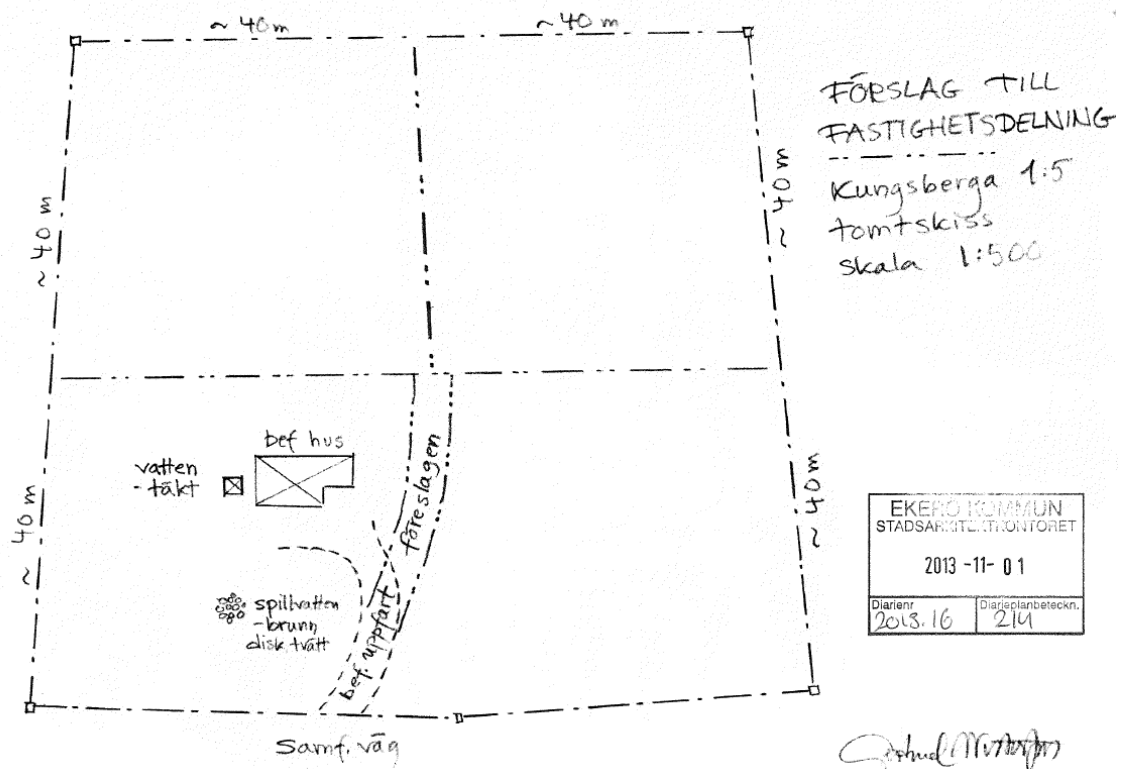 ~ 40 m
~ 40 m
FÖRSLAG TILL
FASTIGHETSDELNING
Kungsberga 1:5
tomtskiss
skala 1:500
~ 40 m
~ 40 m
bef hus
vatten
-täkt
föreslagen
~ 40 m
~ 40 m
EKERÖ KOMMUN
STADSARKITEKTKONTORET
2013 -11- 01
Diarienr
2013.16
Diarieplanbeteckn.
214
spillvatten
-brunn
disk tvätt
bef. uppfart
Samf. väg